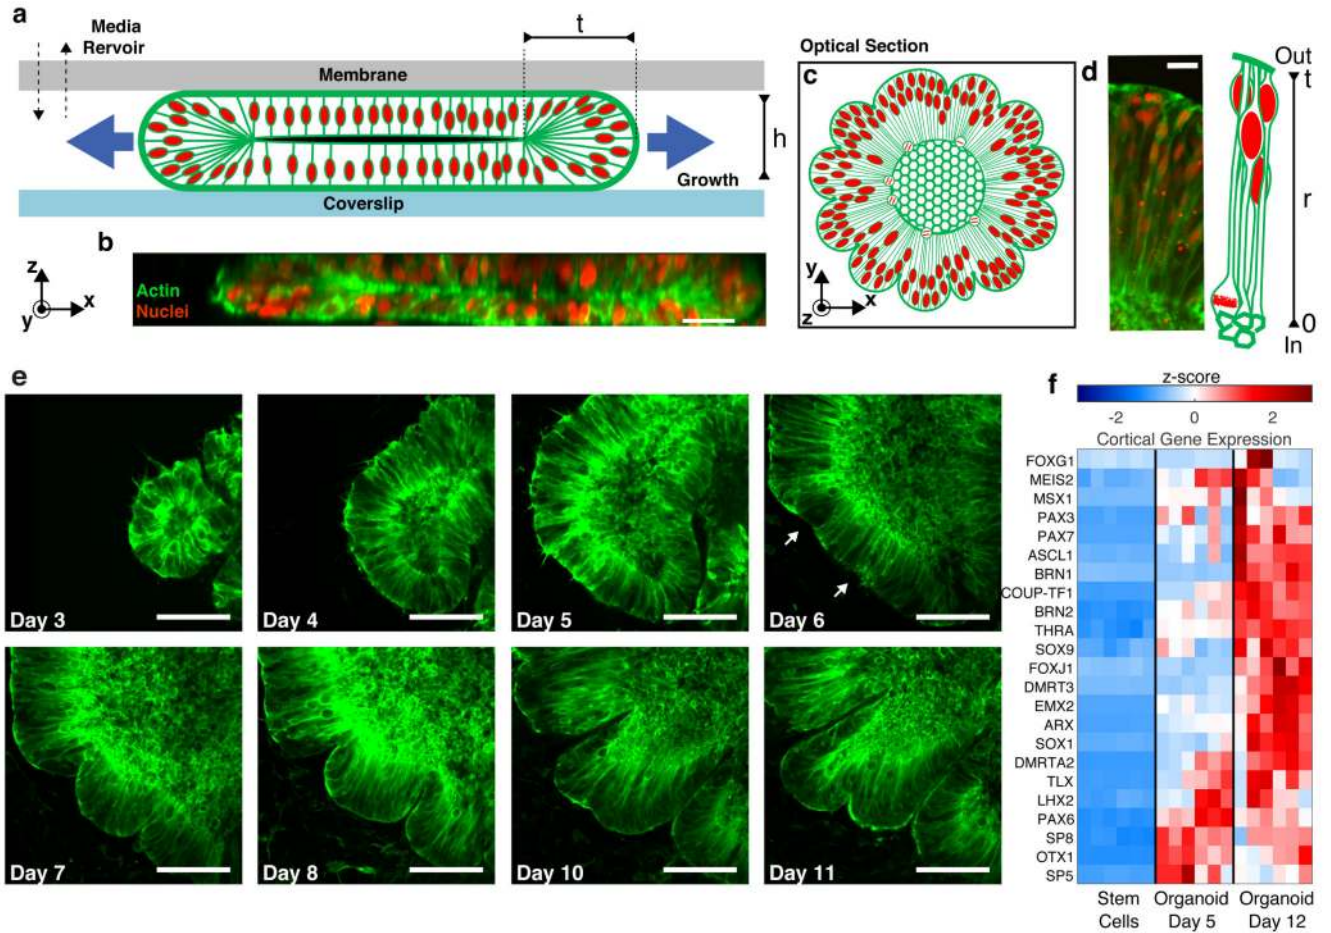 a
Media
Rervoir
t
Membrane
h
Growth
Coverslip
b
z
x
y
Actin
Nuclei
Optical Section
c
y
x
z
d
Out
t
r
0
In
e
Day 3
Day 4
Day 5
Day 6
Day 7
Day 8
Day 10
Day 11
f
z-score
-2 0 2
Cortical Gene Expression
FOXG1
MEIS2
MSX1
PAX3
PAX7
ASCL1
BRN1
COUP-TF1
BRN2
THRA
SOX9
FOXJ1
DMRT3
EMX2
ARX
SOX1
DMRTA2
TLX
LHX2
PAX6
SP8
OTX1
SP5
Stem Organoid Organoid
Cells Day 5 Day 12